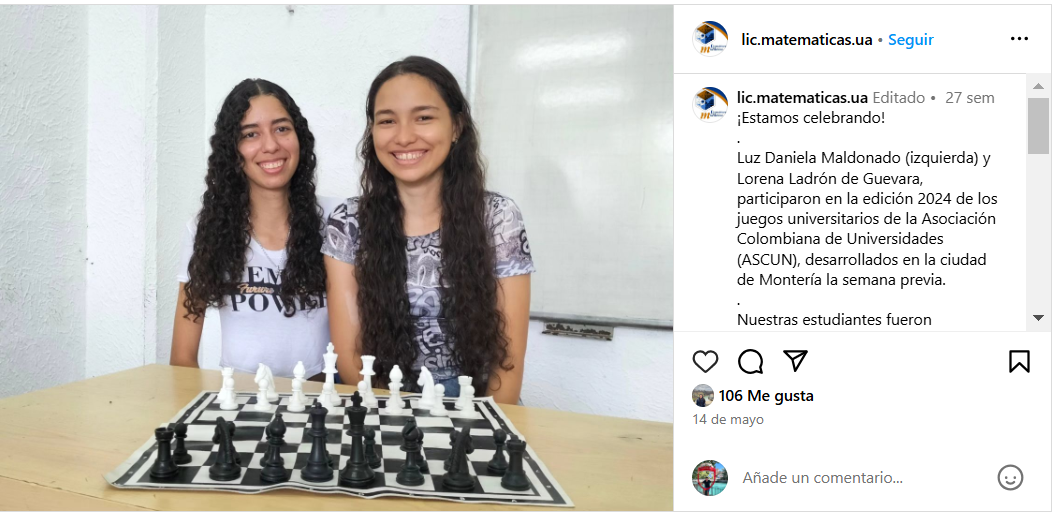 lic.matematicas.ua • Seguir
lic.matematicas.ua Editado • 27 sem
¡Estamos celebrando!
.
Luz Daniela Maldonado (izquierda) y
Lorena Ladrón de Guevara,
participaron en la edición 2024 de los
juegos universitarios de la Asociación
Colombiana de Universidades
(ASCUN), desarrollados en la ciudad
de Montería la semana previa.
.
Nuestras estudiantes fueron
106 Me gusta
14 de mayo
Añade un comentario...
Future